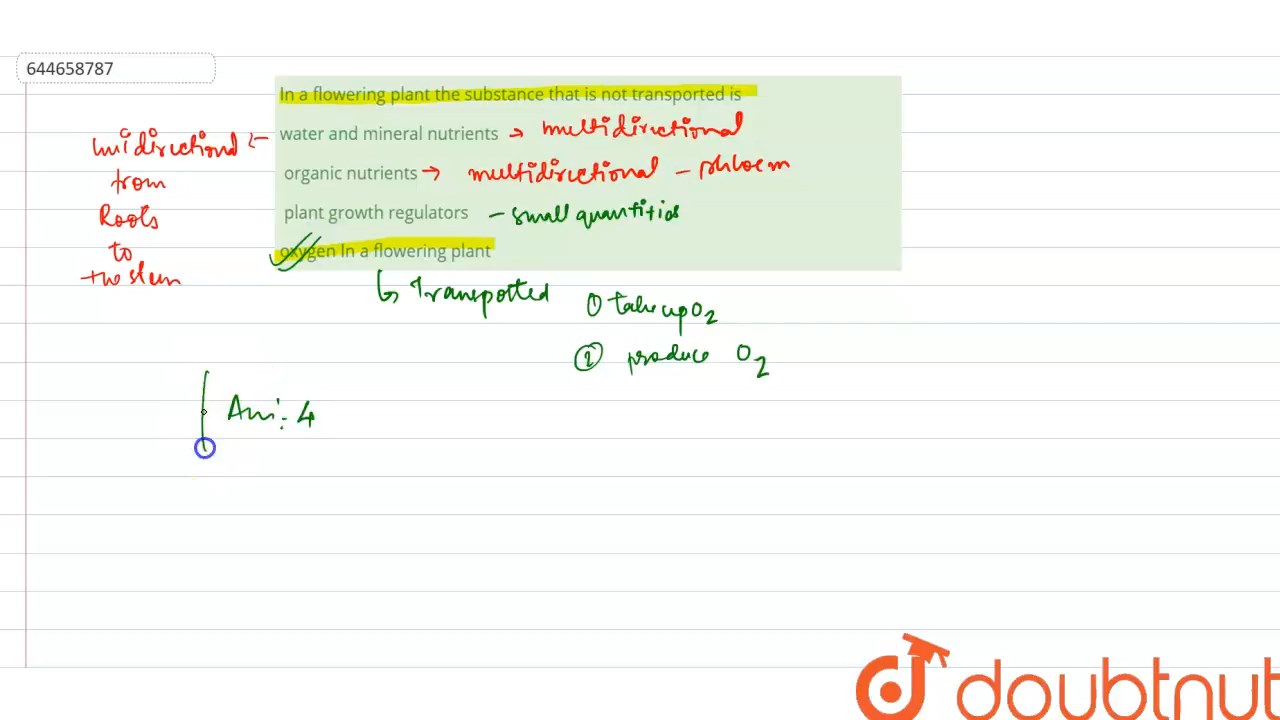 644658787
In a flowering plant the substance that is not transported is
water and mineral nutrients → multidirectional
organic nutrients → multidirectional - phloem
plant growth regulators - small quantities
oxygen In a flowering plant
unidirectional
from
Roots
to
the stem
Transported
① take up O2
② produce O2
Ans:- 4
doubtnut